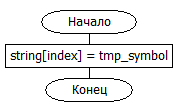 Начало
string[index] = tmp_symbol
Конец